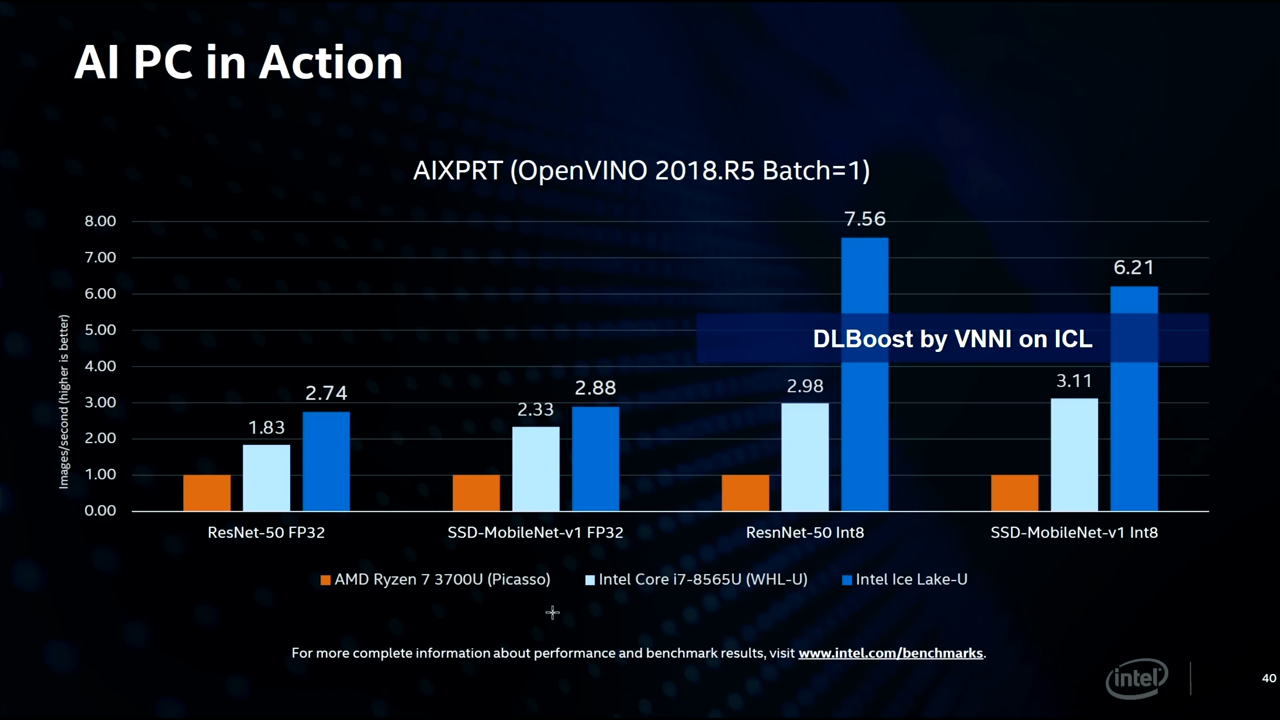 AI PC in Action
AIXPRT (OpenVINO 2018.R5 Batch=1)
Images/second (higher is better)
8.00
7.00
6.00
5.00
4.00
3.00
2.00
1.00
0.00
1.83
2.74
2.33
2.88
2.98
7.56
3.11
6.21
DLBoost by VNNI on ICL
ResNet-50 FP32
SSD-MobileNet-v1 FP32
ResnNet-50 Int8
SSD-MobileNet-v1 Int8
AMD Ryzen 7 3700U (Picasso)
Intel Core i7-8565U (WHL-U)
Intel Ice Lake-U
For more complete information about performance and benchmark results, visit www.intel.com/benchmarks.
intel
40